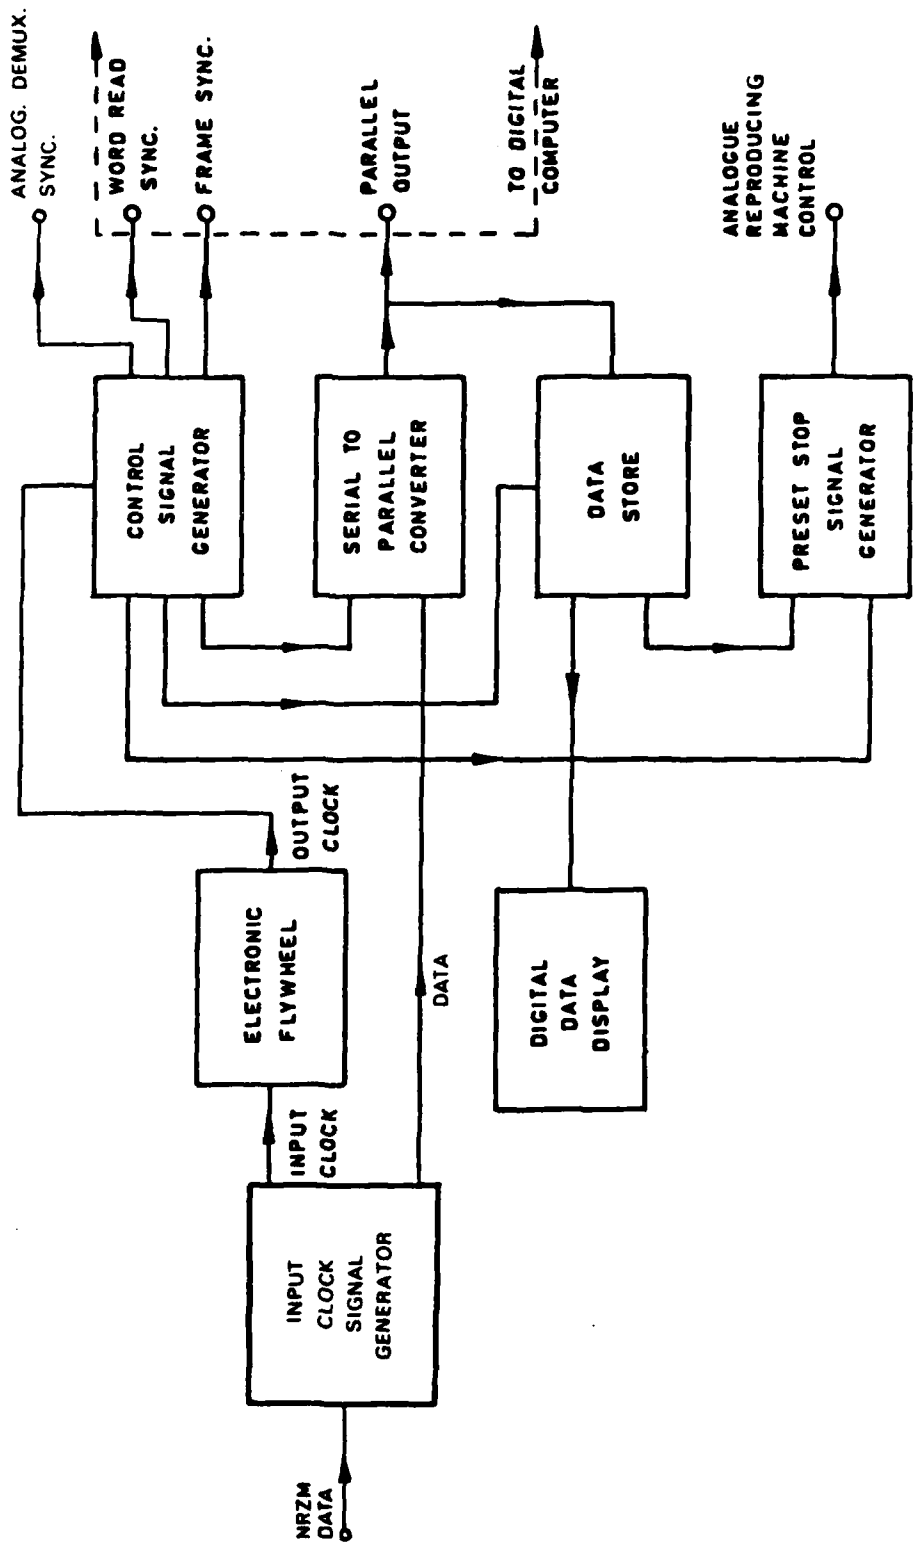 NRZM
DATA
INPUT
CLOCK
SIGNAL
GENERATOR
INPUT
CLOCK
ELECTRONIC
FLYWHEEL
OUTPUT
CLOCK
DATA
DIGITAL
DATA
DISPLAY
CONTROL
SIGNAL
GENERATOR
SERIAL TO
PARALLEL
CONVERTER
DATA
STORE
PRESET STOP
SIGNAL
GENERATOR
ANALOG. DEMUX.
SYNC.
WORD READ
SYNC.
FRAME SYNC.
PARALLEL
OUTPUT
TO DIGITAL
COMPUTER
ANALOGUE
REPRODUCING
MACHINE
CONTROL